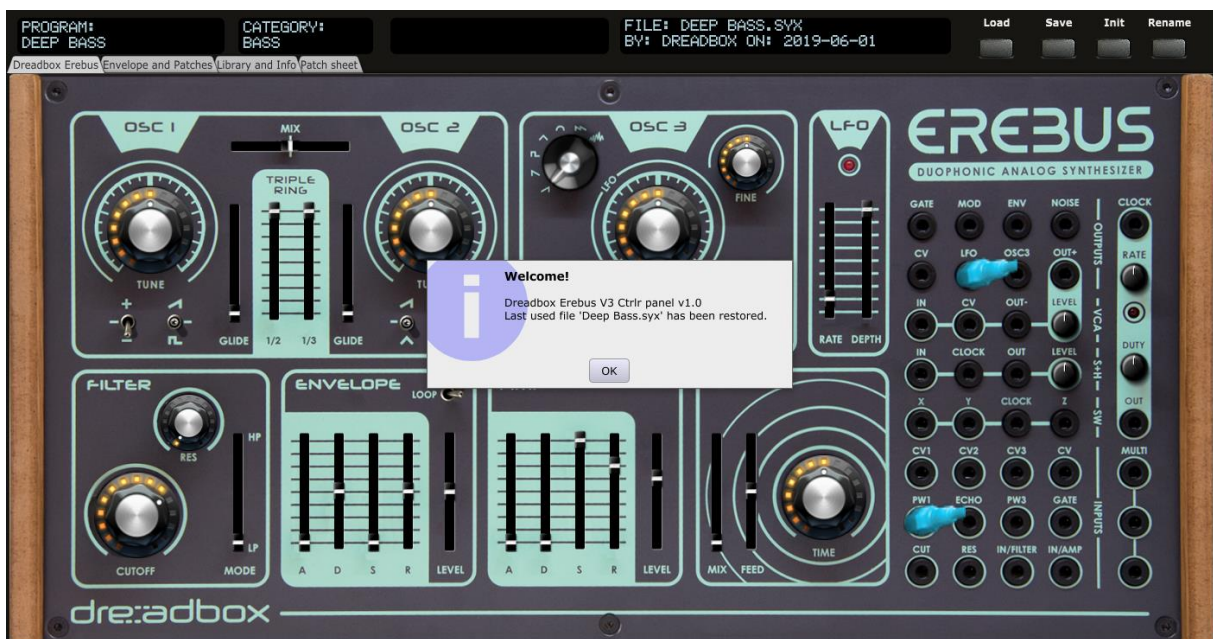 PROGRAM:
DEEP BASS
CATEGORY:
BASS
FILE: DEEP BASS.SYX
BY: DREADBOX ON: 2019-06-01
Load Save Init Rename
Dreadbox Erebus Envelope and Patches Library and Info Patch sheet
OSC 1
MIX
OSC 2
OSC 3
LFO
EREBUS
DUOPHONIC ANALOG SYNTHESIZER
TRIPLE
RING
LFO
FINE
TUNE
GLIDE 1/2 1/3 GLIDE
RATE DEPTH
GATE MOD ENV NOISE CLOCK
OUTPUTS
CV LFO OSC3 OUT+ RATE
IN CV OUT- LEVEL
VCA
IN CLOCK OUT LEVEL DUTY
S+H
X Y CLOCK Z OUT
SW
CV1 CV2 CV3 CV MULTI
PW1 ECHO PW3 GATE
INPUTS
CUT RES IN/FILTER IN/AMP
Welcome!
Dreadbox Erebus V3 Ctrlr panel v1.0
Last used file 'Deep Bass.syx' has been restored.
OK
FILTER
RES
HP
LP
CUTOFF MODE
ENVELOPE
LOOP
A D S R LEVEL
A D S R LEVEL
MIX FEED
TIME
dreadbox